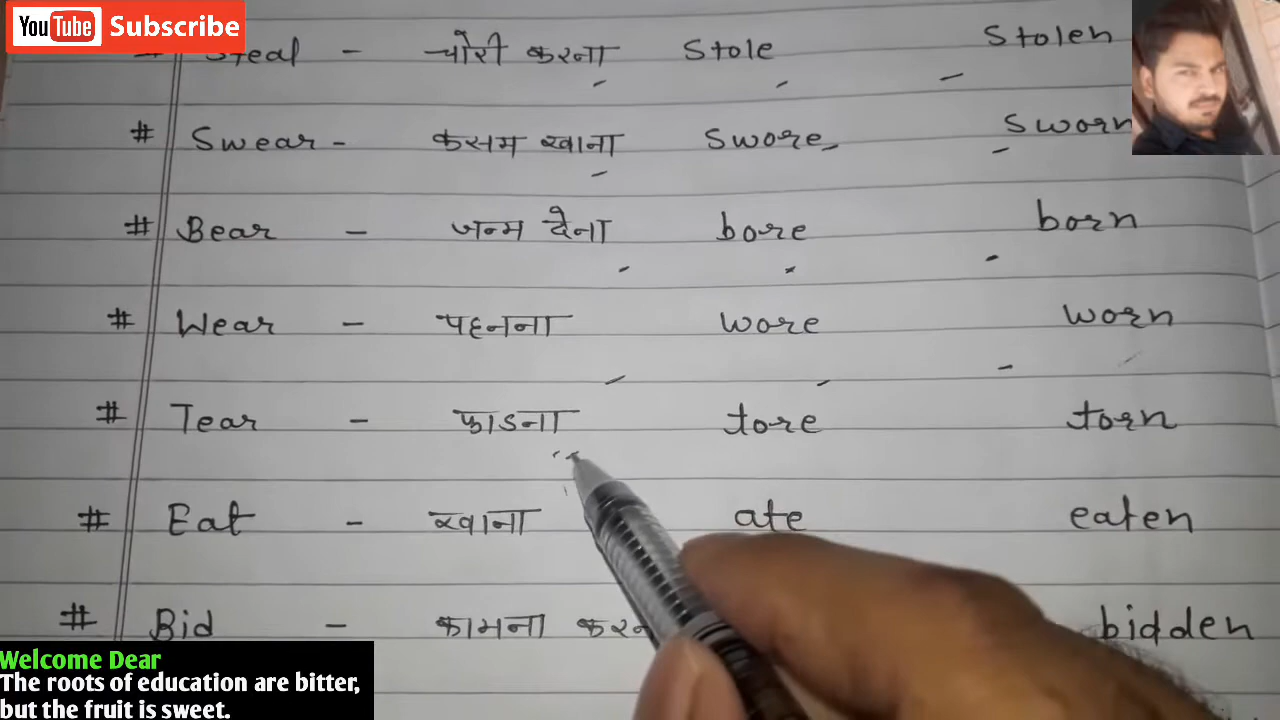 YouTube Subscribe
Steal - चोरी करना Stole Stolen
# Swear - कसम खाना Swore Sworn
# Bear - जन्म देना bore born
# Wear - पहनना wore worn
# Tear - फाडना tore torn
# Eat - खाना ate eaten
# Bid - कामना bidden
Welcome Dear
The roots of education are bitter,
but the fruit is sweet.